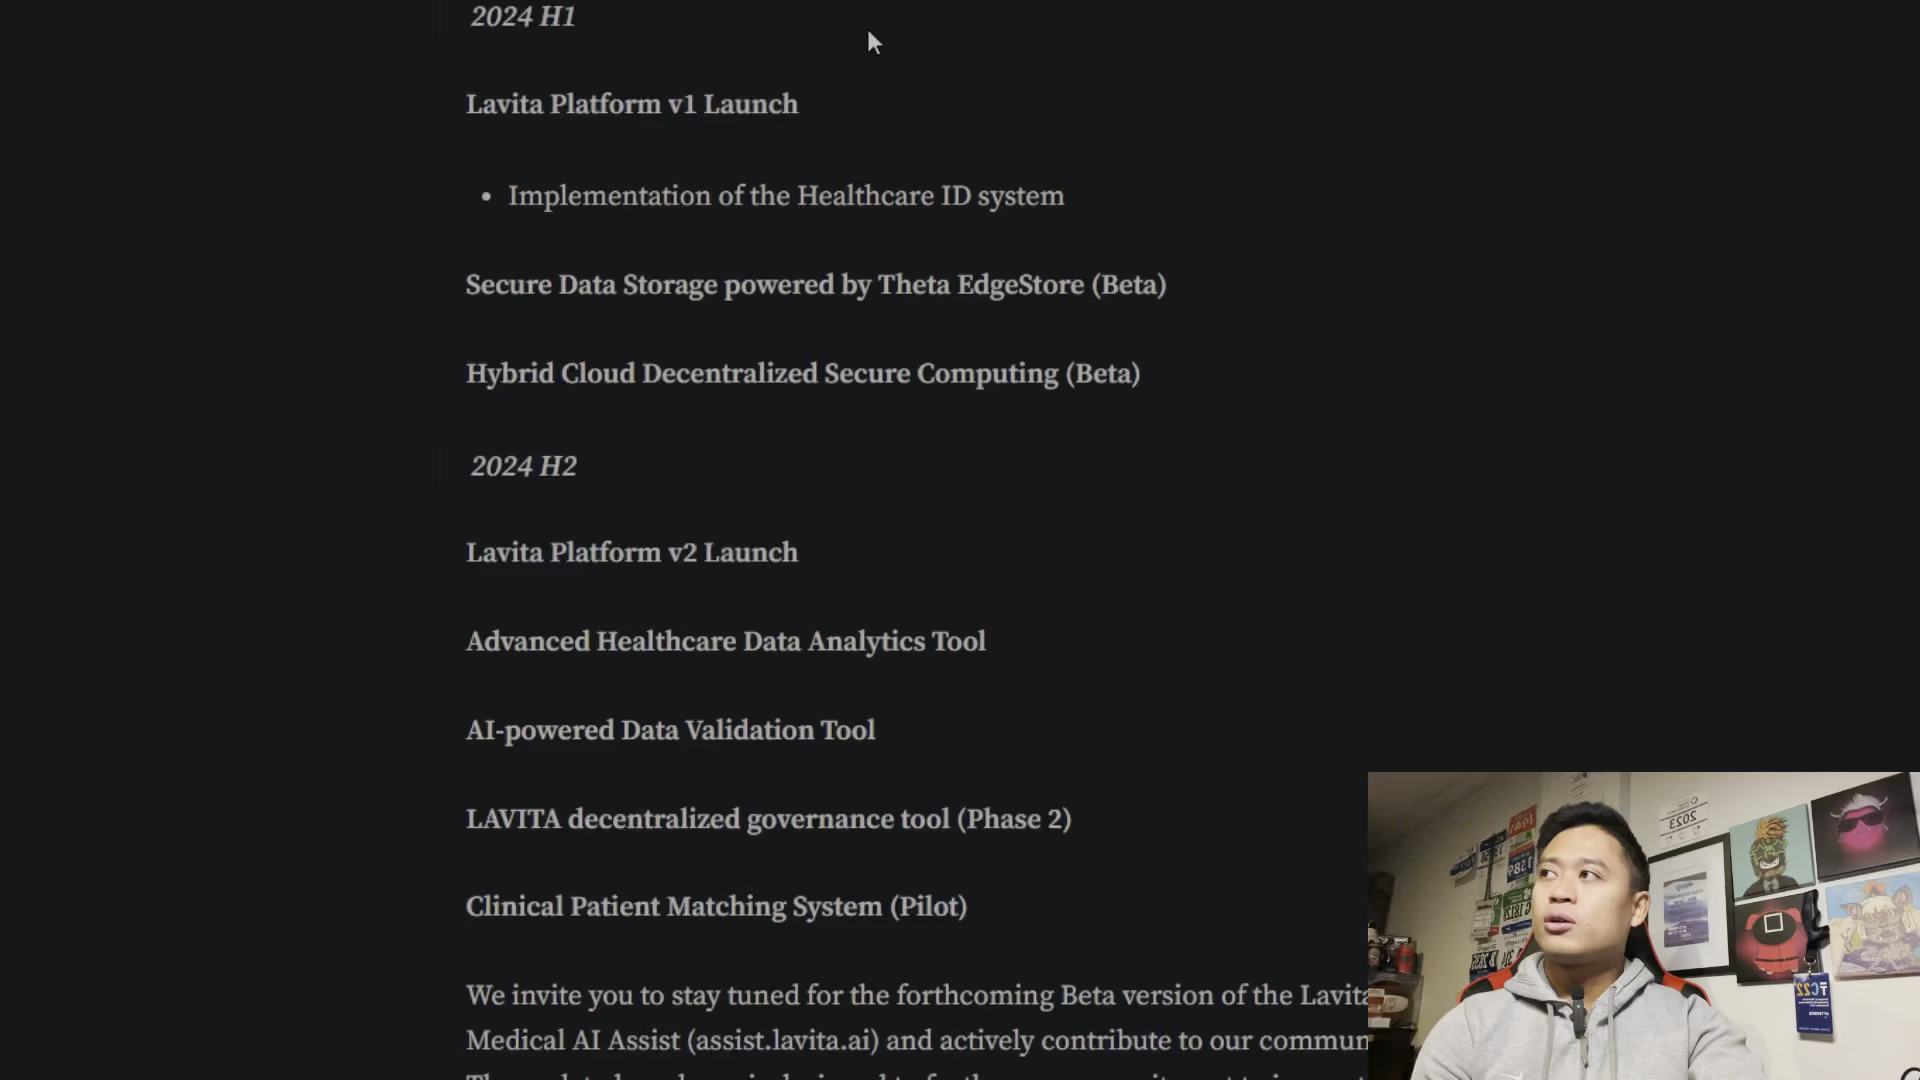 2024 H1
Lavita Platform v1 Launch
• Implementation of the Healthcare ID system
Secure Data Storage powered by Theta EdgeStore (Beta)
Hybrid Cloud Decentralized Secure Computing (Beta)
2024 H2
Lavita Platform v2 Launch
Advanced Healthcare Data Analytics Tool
AI-powered Data Validation Tool
LAVITA decentralized governance tool (Phase 2)
Clinical Patient Matching System (Pilot)
We invite you to stay tuned for the forthcoming Beta version of the Lavita
Medical AI Assist (assist.lavita.ai) and actively contribute to our commun
2023
TC22